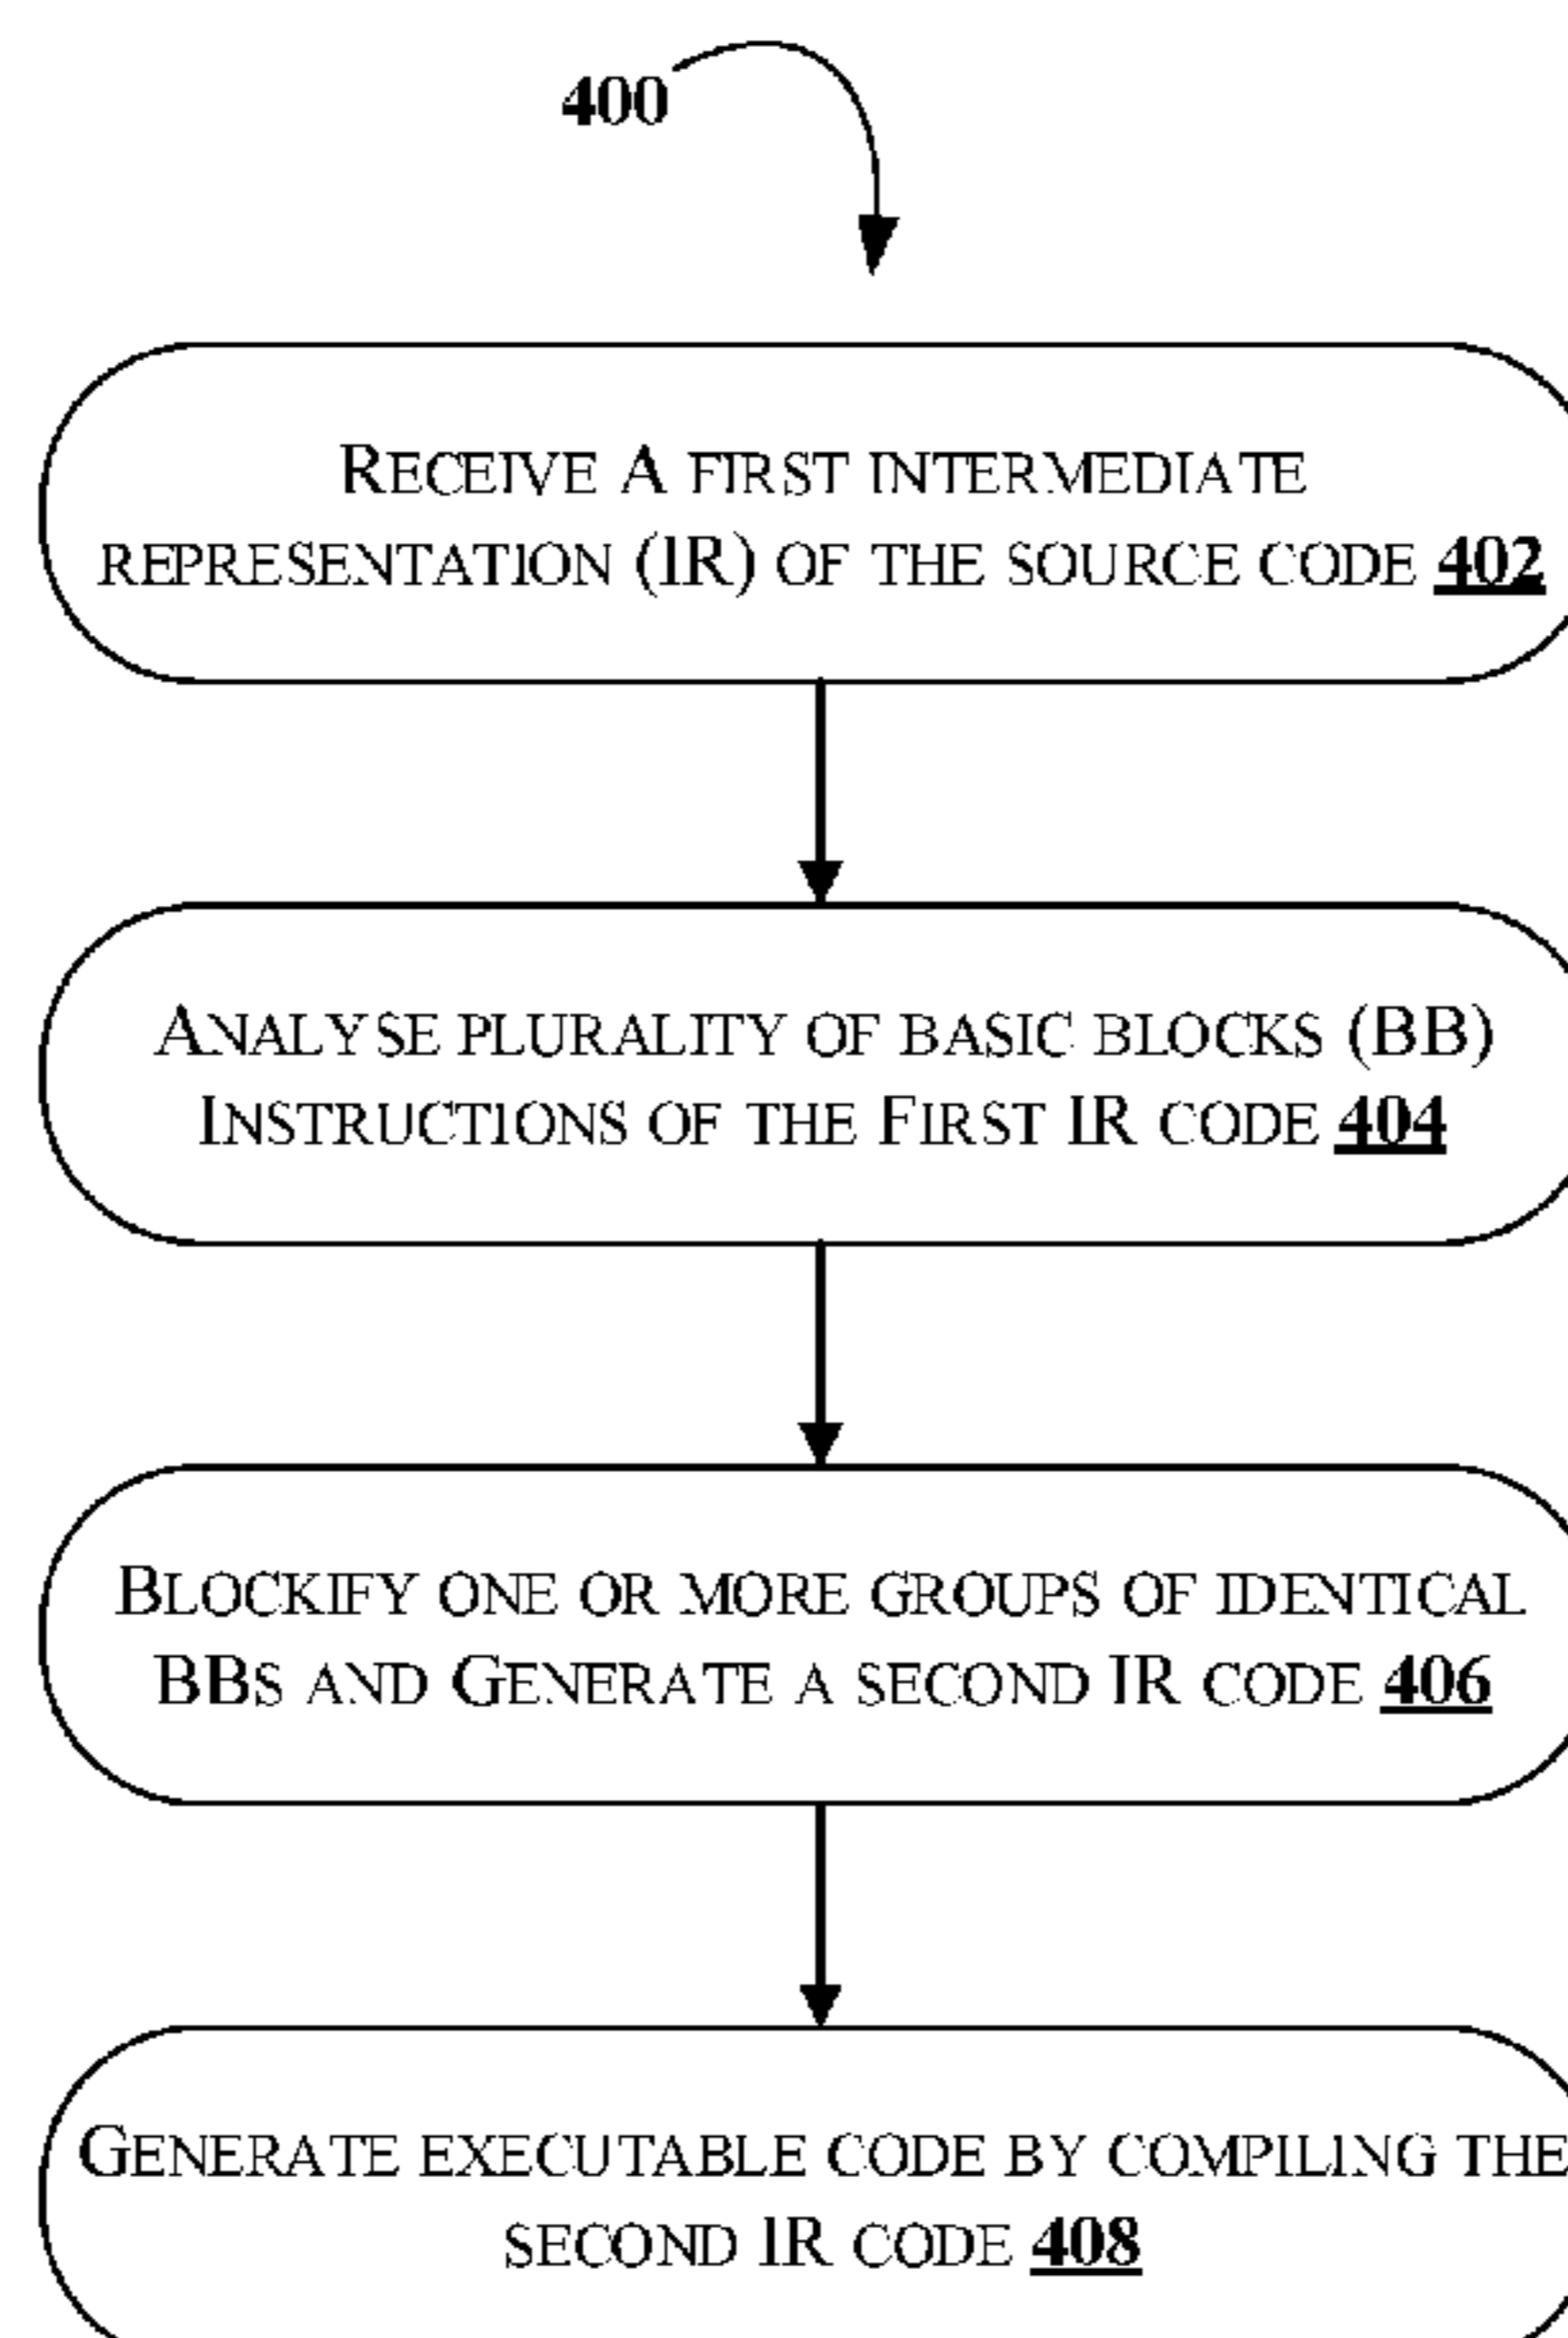 400
RECEIVE A FIRST INTERMEDIATE
REPRESENTATION (IR) OF THE SOURCE CODE 402
ANALYSE PLURALITY OF BASIC BLOCKS (BB)
INSTRUCTIONS OF THE FIRST IR CODE 404
BLOCKIFY ONE OR MORE GROUPS OF IDENTICAL
BBS AND GENERATE A SECOND IR CODE 406
GENERATE EXECUTABLE CODE BY COMPILING THE
SECOND IR CODE 408